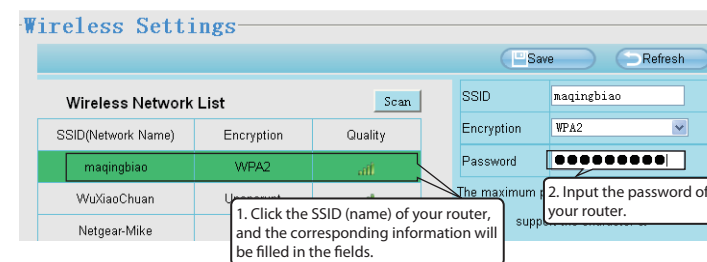 Wireless Settings
Save Refresh
Wireless Network List Scan
SSID maqingbiao
SSID(Network Name) Encryption Quality
Encryption WPA2
maqingbiao WPA2
Password ●●●●●●●●●
The maximum
2. Input the password of
your router.
WuXiaoChuan
1. Click the SSID (name) of your router,
and the corresponding information will
be filled in the fields.
Netgear-Mike